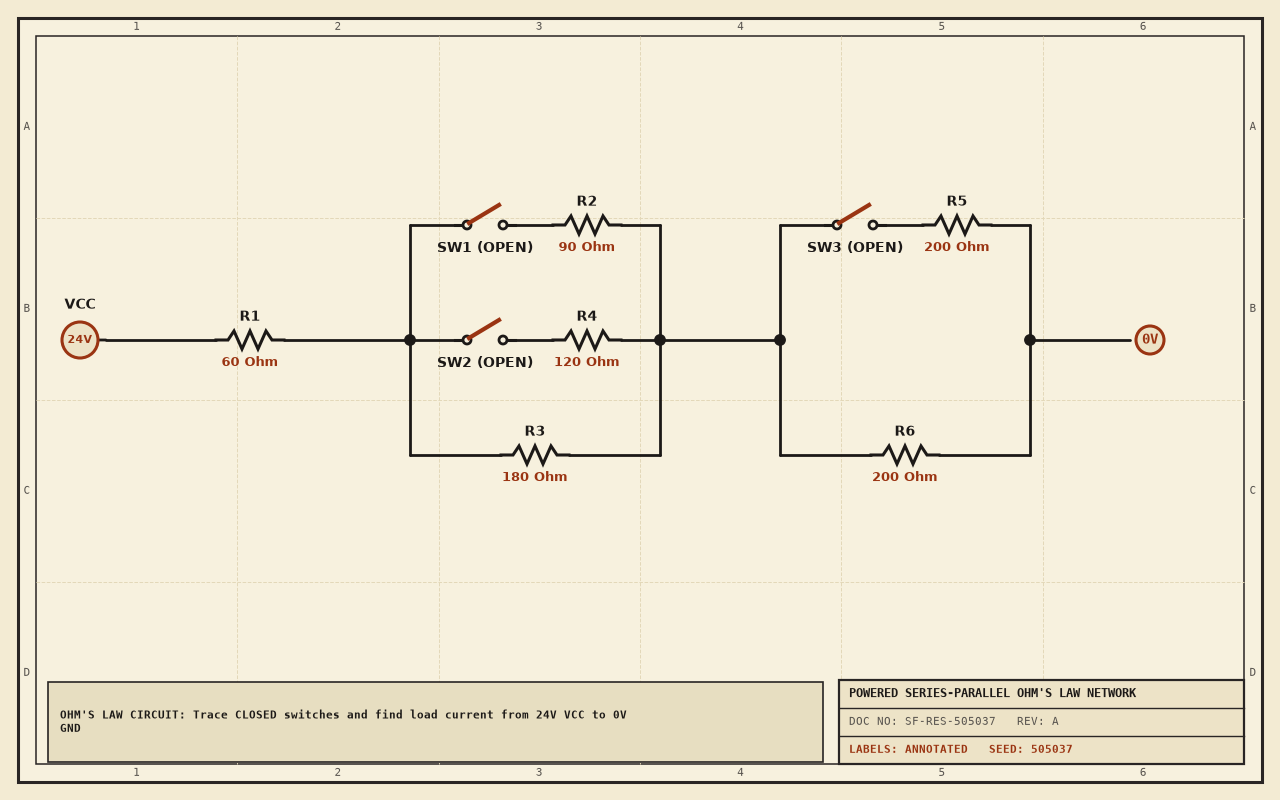 1 2 3 4 5 6
A A
R2 R5
SW1 (OPEN) 90 Ohm SW3 (OPEN) 200 Ohm
VCC
B B
R1 R4
24V 0V
60 Ohm SW2 (OPEN) 120 Ohm
R3 R6
180 Ohm 200 Ohm
C C
D D
OHM'S LAW CIRCUIT: Trace CLOSED switches and find load current from 24V VCC to 0V
GND
POWERED SERIES-PARALLEL OHM'S LAW NETWORK
DOC NO: SF-RES-505037 REV: A
LABELS: ANNOTATED SEED: 505037
1 2 3 4 5 6